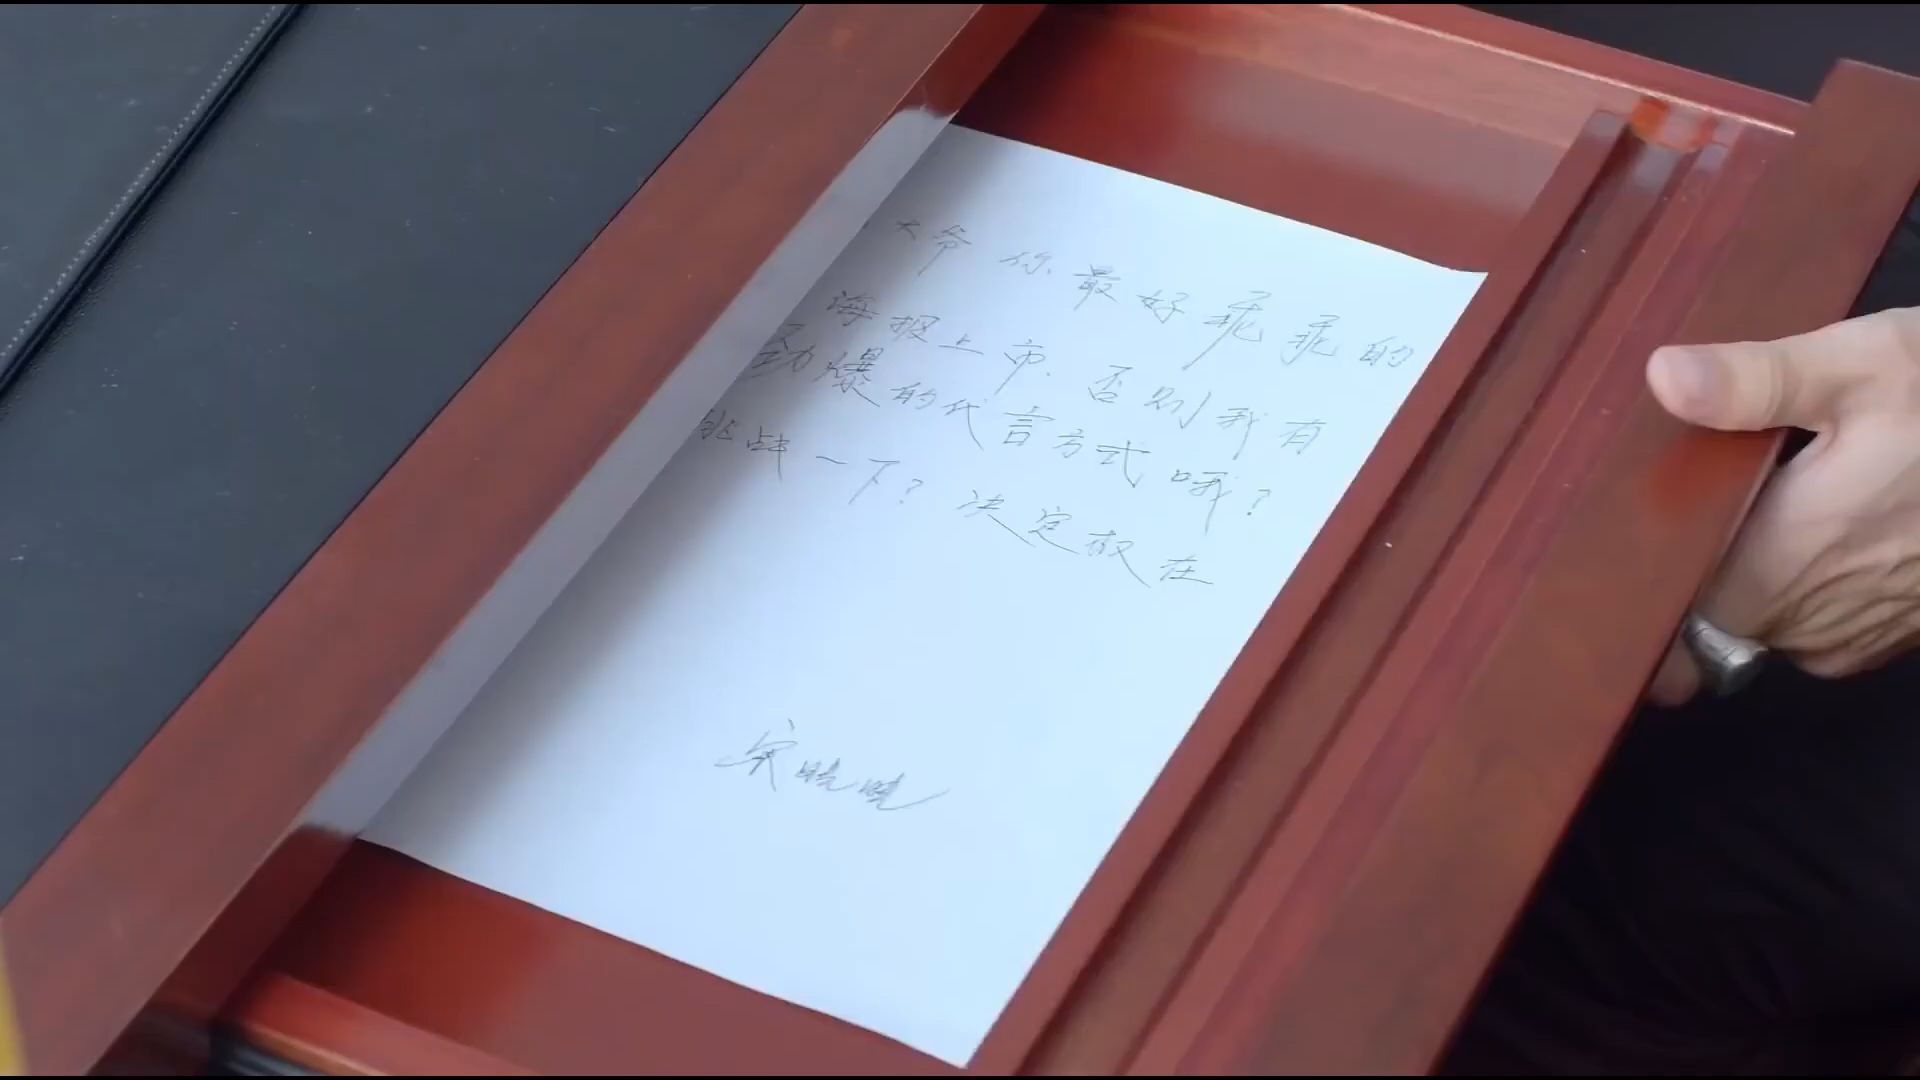 大爷 你最好乖乖的
海报上市.否则我有
劲爆的代言方式哦?
挑战一下?决定权在
宋晓晓